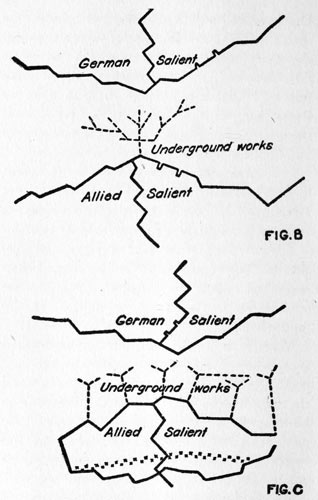 German Salient
Underground works
Allied Salient
FIG.B
German Salient
Underground works
Allied Salient
FIG.C